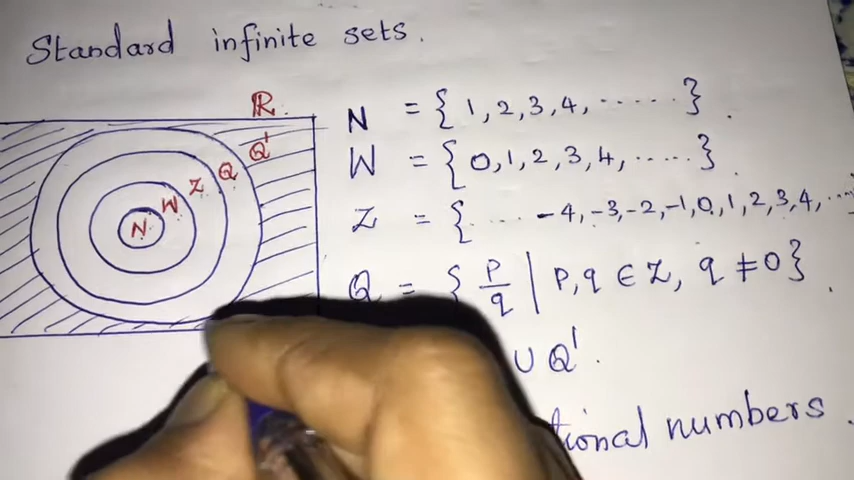 Standard infinite sets.
R
Q'
Q
Z
W
N
N = {1, 2, 3, 4, ......}.
W = {0, 1, 2, 3, 4, .....}.
Z = {..... -4, -3, -2, -1, 0, 1, 2, 3, 4, ...}
Q = {p/q | p, q ∈ Z, q ≠ 0}.
∪ Q'.
numbers.